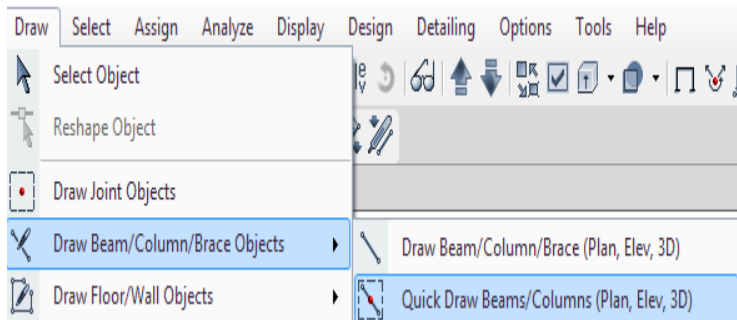 Draw Select Assign Analyze Display Design Detailing Options Tools Help
Select Object
Reshape Object
Draw Joint Objects
Draw Beam/Column/Brace Objects
Draw Beam/Column/Brace (Plan, Elev, 3D)
Draw Floor/Wall Objects
Quick Draw Beams/Columns (Plan, Elev, 3D)